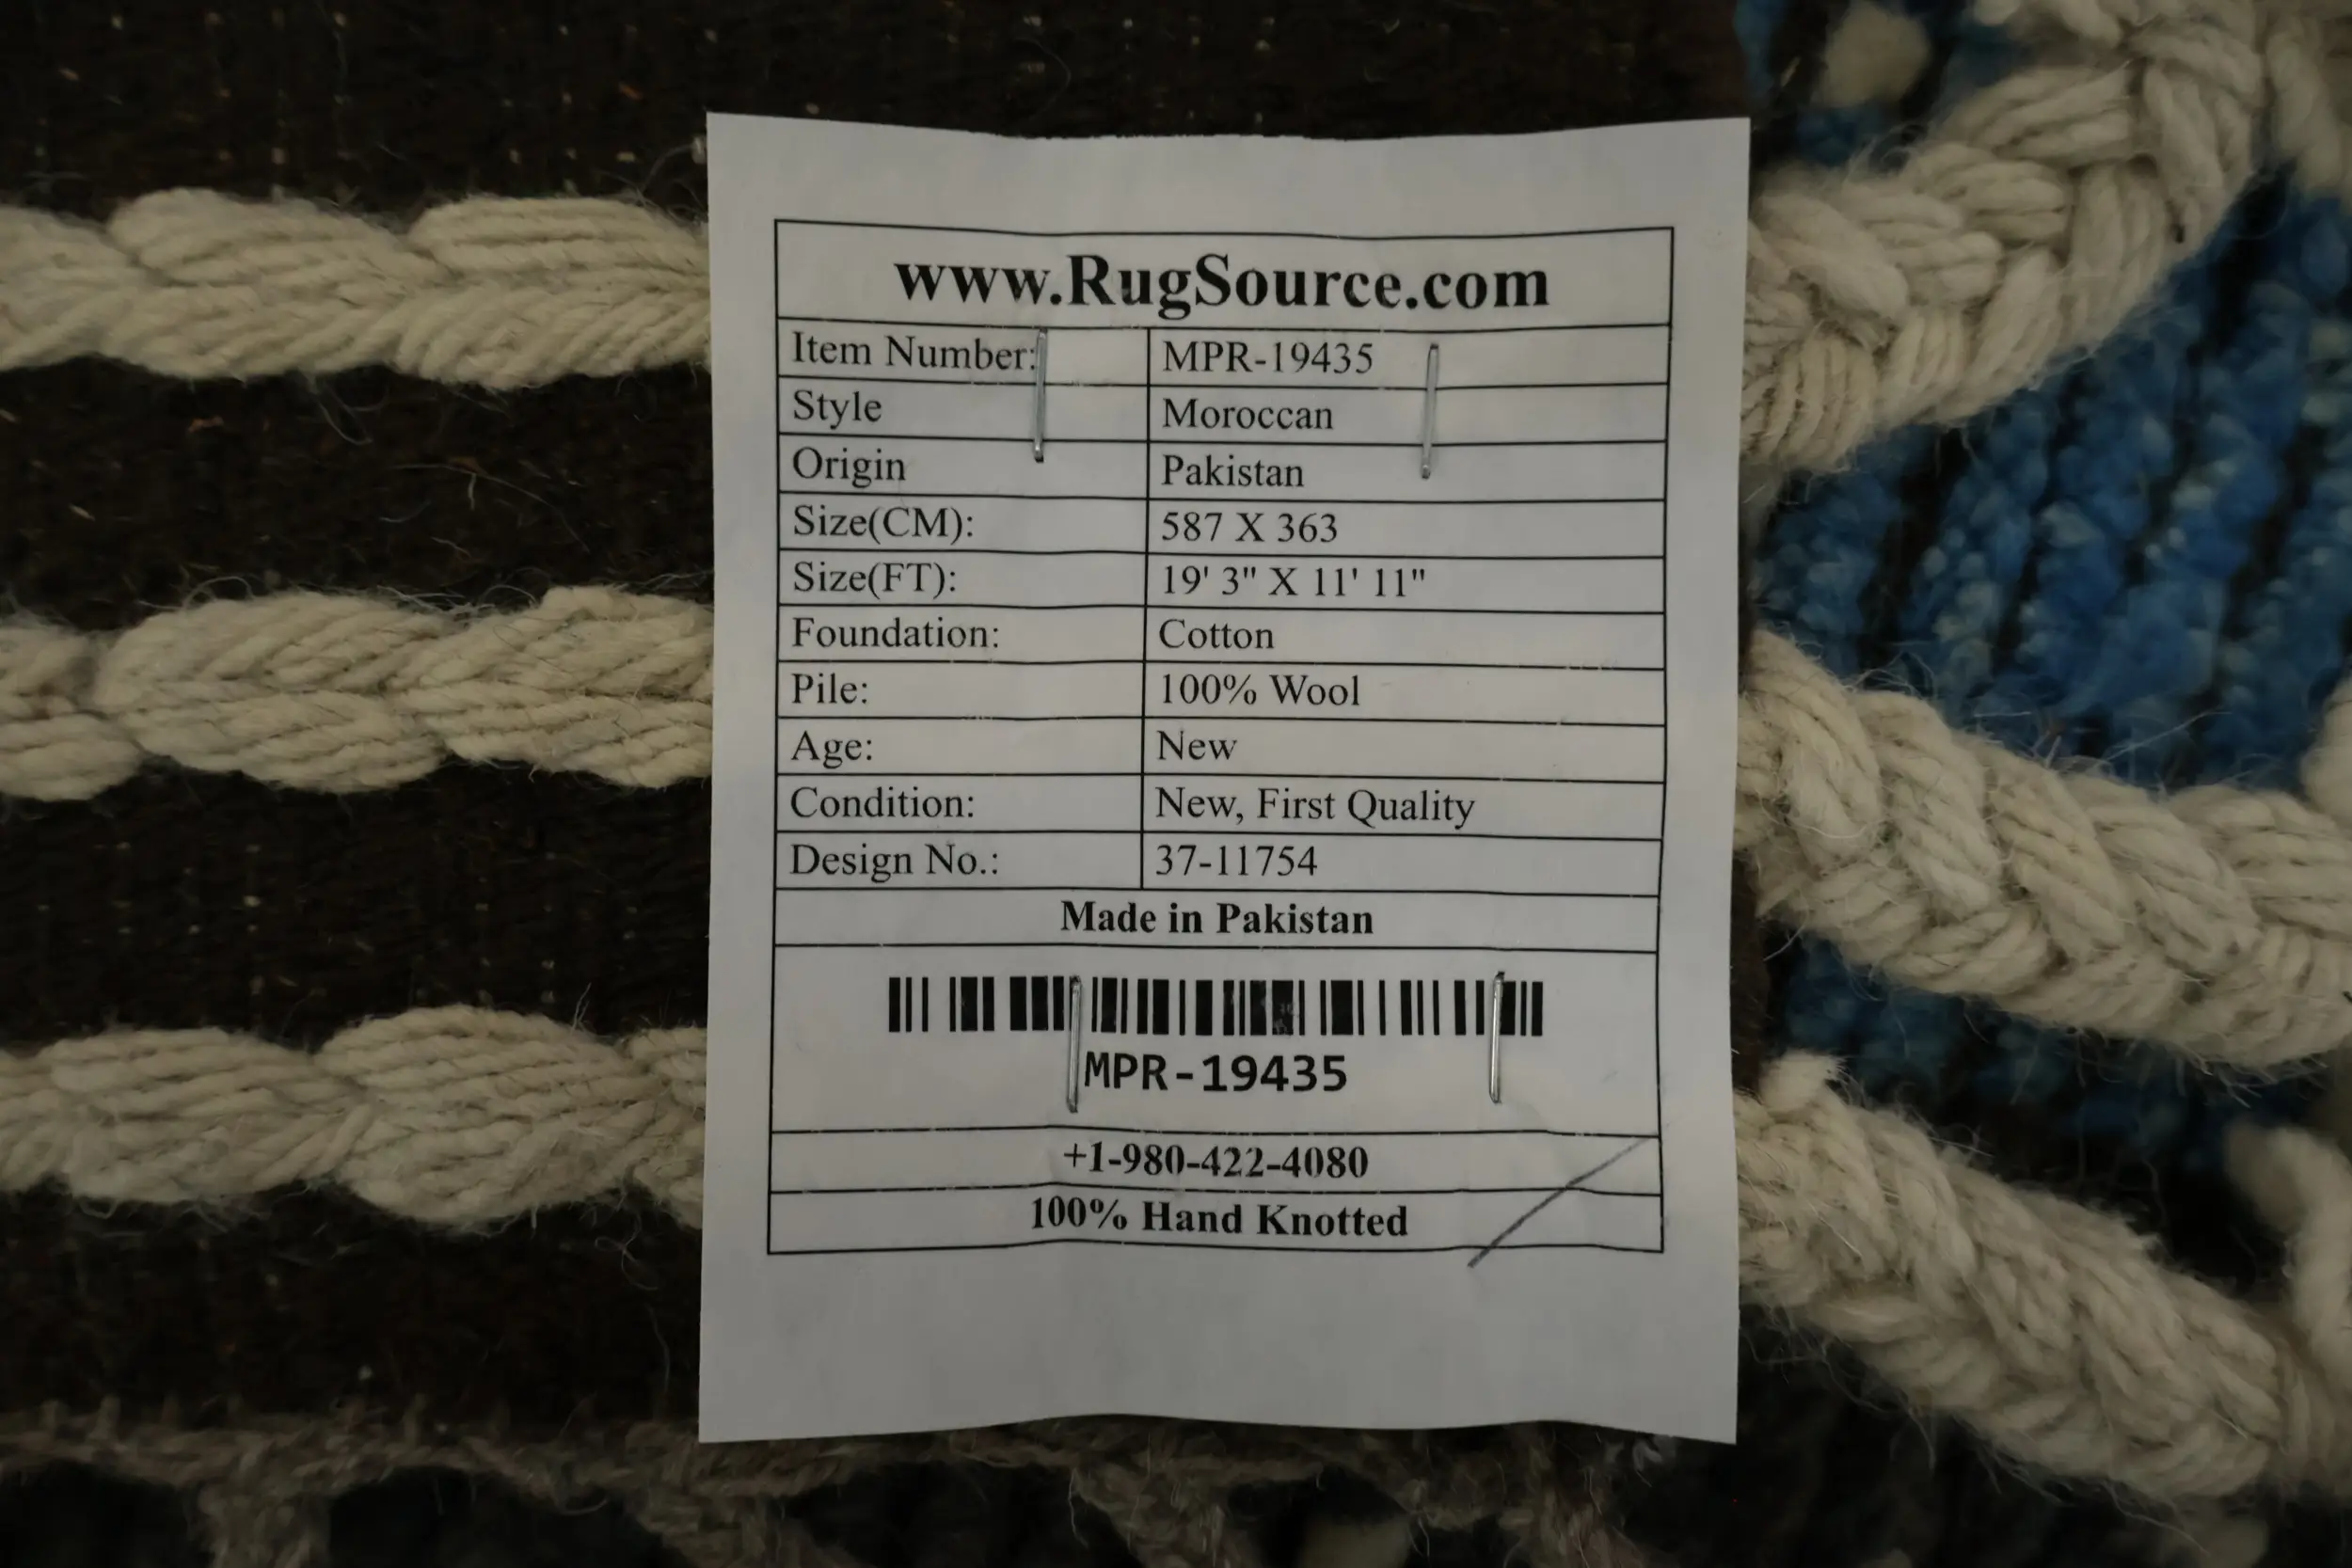 www.RugSource.com
Item Number: MPR-19435
Style Moroccan
Origin Pakistan
Size(CM): 587 X 363
Size(FT): 19' 3" X 11' 11"
Foundation: Cotton
Pile: 100% Wool
Age: New
Condition: New, First Quality
Design No.: 37-11754
Made in Pakistan
MPR-19435
+1-980-422-4080
100% Hand Knotted